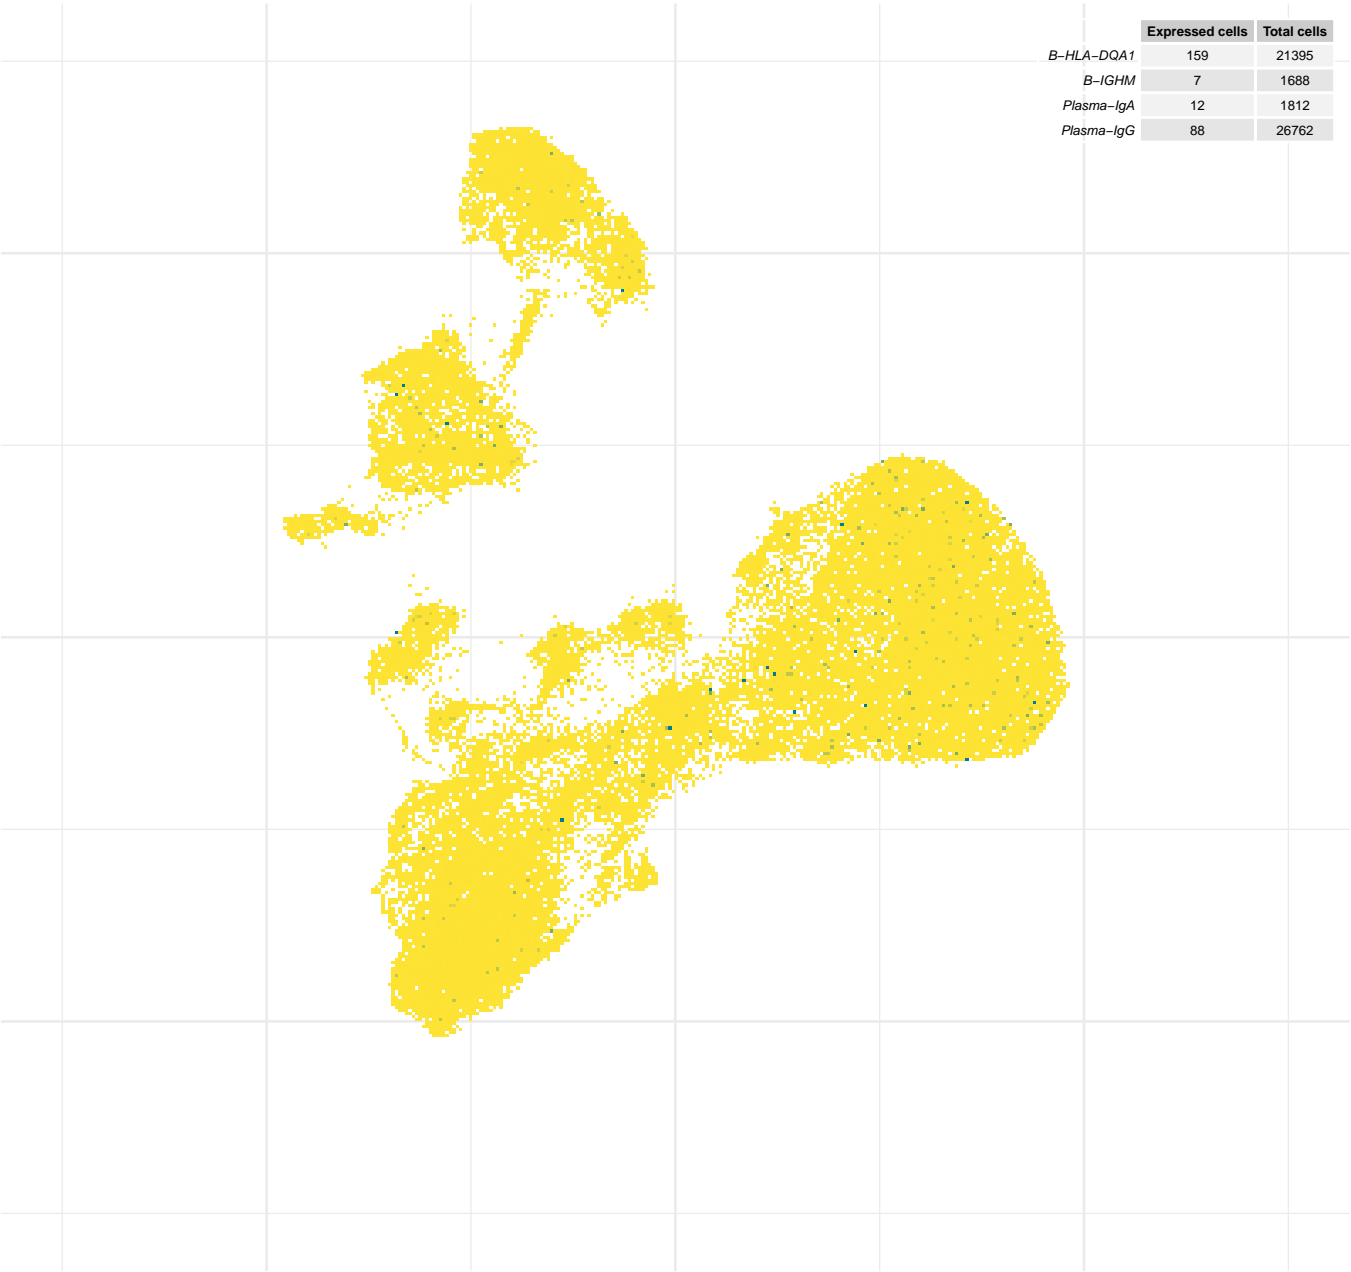 Expressed cells Total cells
B−HLA−DQA1 159 21395
B−IGHM 7 1688
Plasma−IgA 12 1812
Plasma−IgG 88 26762